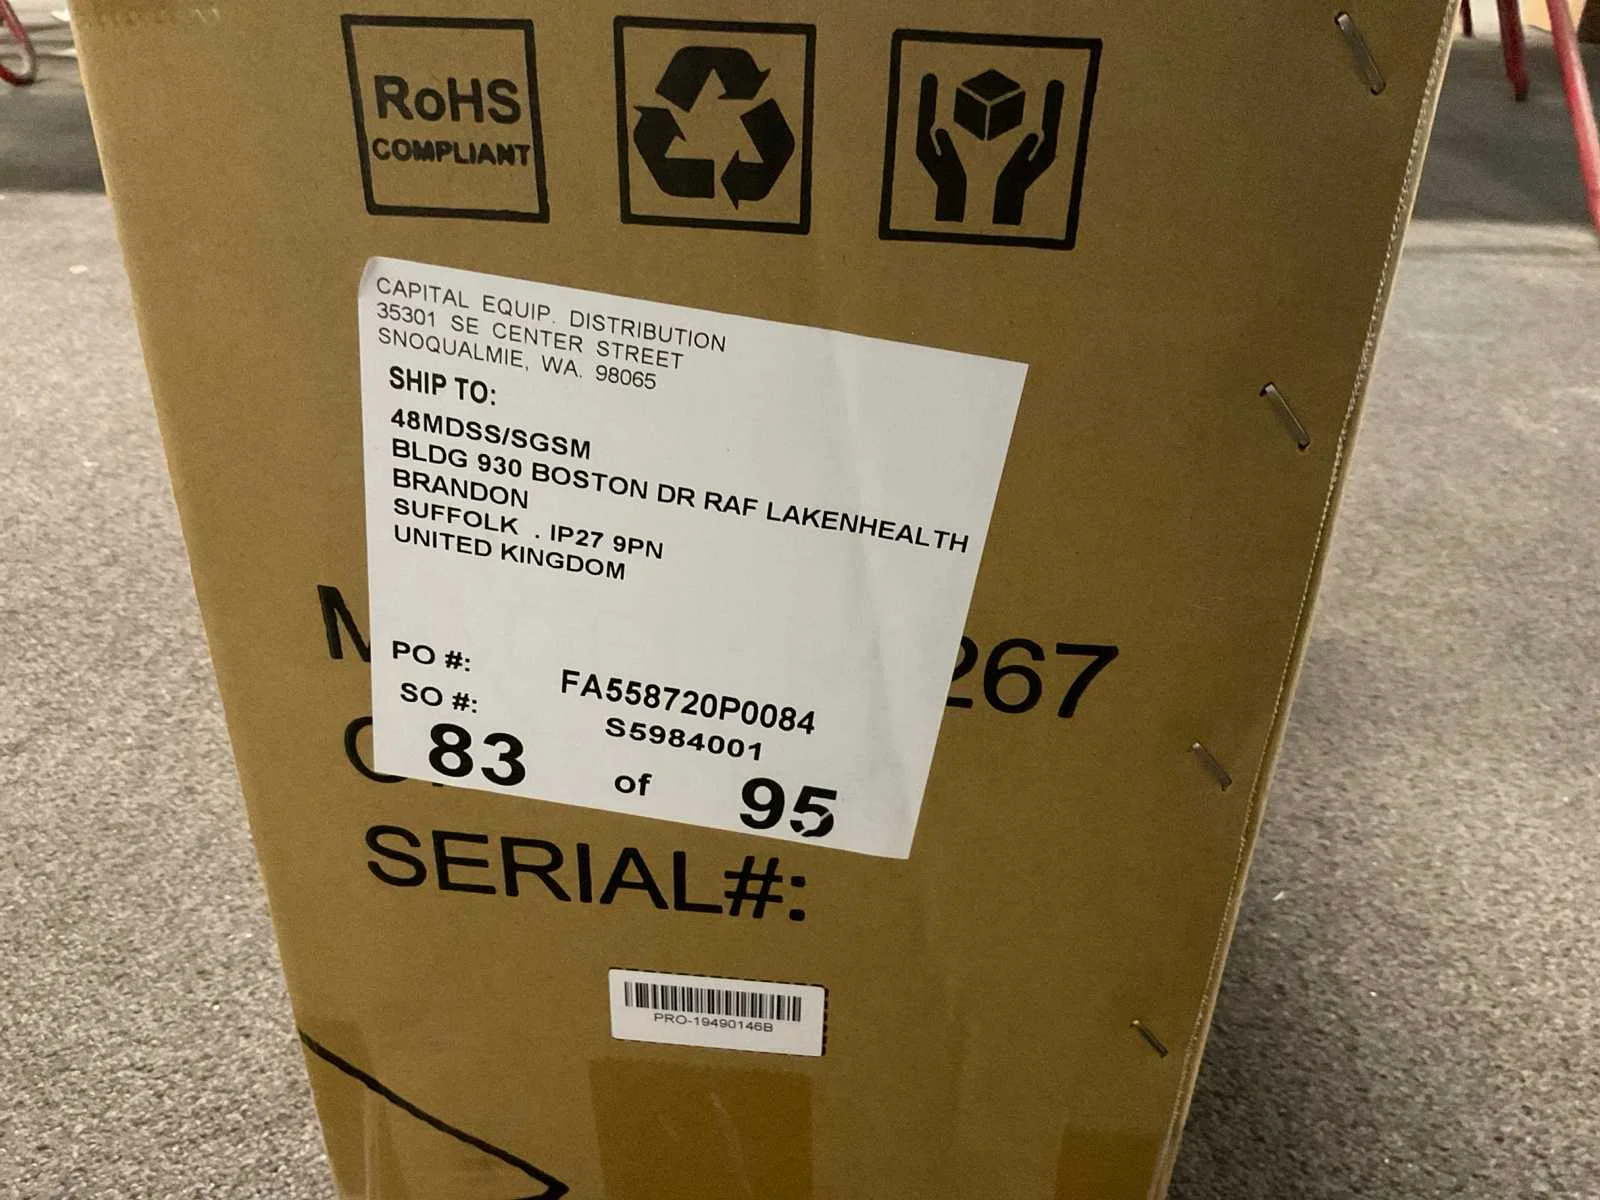 RoHS
COMPLIANT
CAPITAL EQUIP. DISTRIBUTION
35301 SE CENTER STREET
SNOQUALMIE, WA. 98065
SHIP TO:
48MDSS/SGSM
BLDG 930 BOSTON DR RAF LAKENHEALTH
BRANDON
SUFFOLK . IP27 9PN
UNITED KINGDOM
267
PO #: FA558720P0084
SO #: S5984001
83 of 95
SERIAL#:
PRO-19490146B